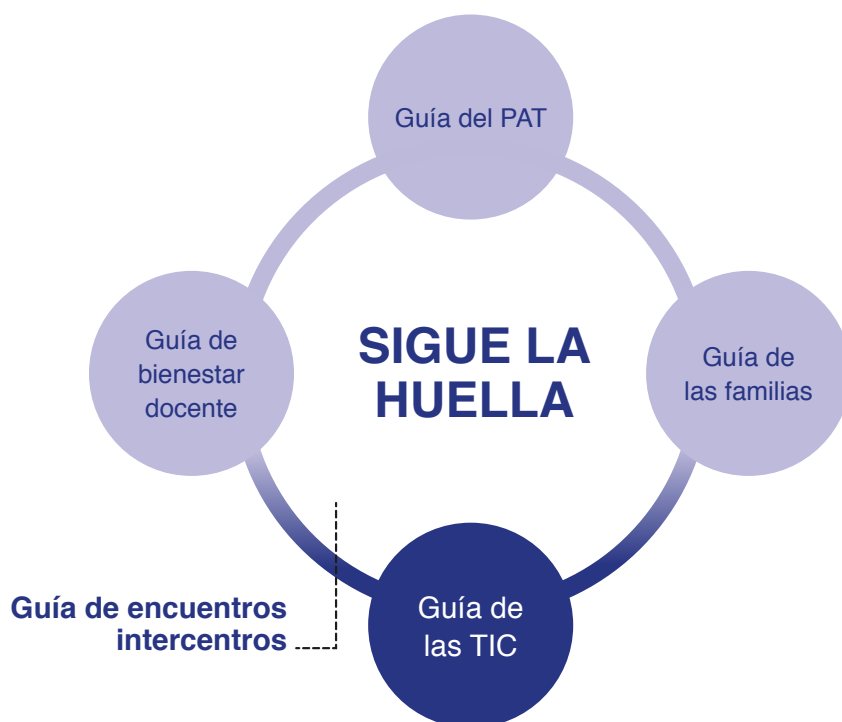 Guía del PAT
Guía de
bienestar
docente
SIGUE LA
HUELLA
Guía de
las familias
Guía de encuentros
intercentros
Guía de
las TIC